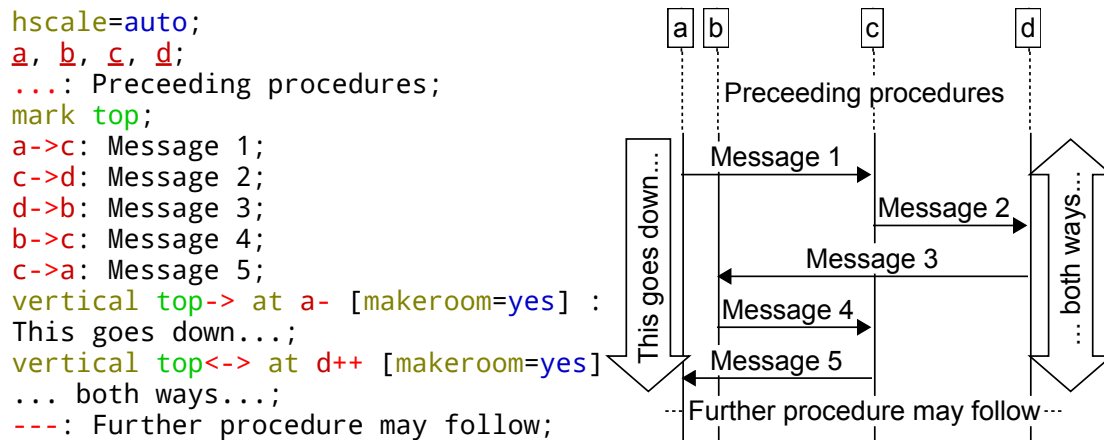 hscale=auto;
a, b, c, d;
...: Preceeding procedures;
mark top;
a->c: Message 1;
c->d: Message 2;
d->b: Message 3;
b->c: Message 4;
c->a: Message 5;
vertical top-> at a- [makeroom=yes] :
This goes down...;
vertical top<-> at d++ [makeroom=yes]
... both ways...;
---: Further procedure may follow;
a b c d
Preceeding procedures
This goes down...
Message 1
Message 2
Message 3
Message 4
Message 5
... both ways...
Further procedure may follow